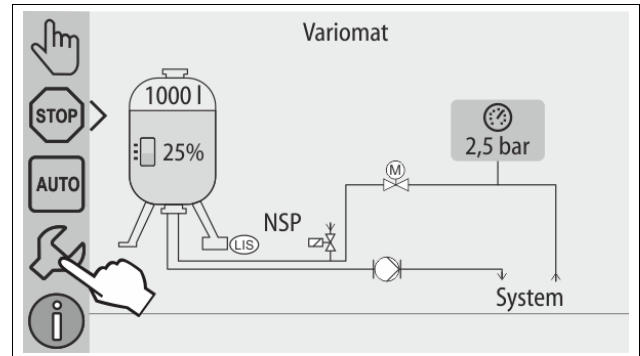 Variomat
1000 l
STOP
25%
2,5 bar
AUTO
M
NSP
LIS
System
i